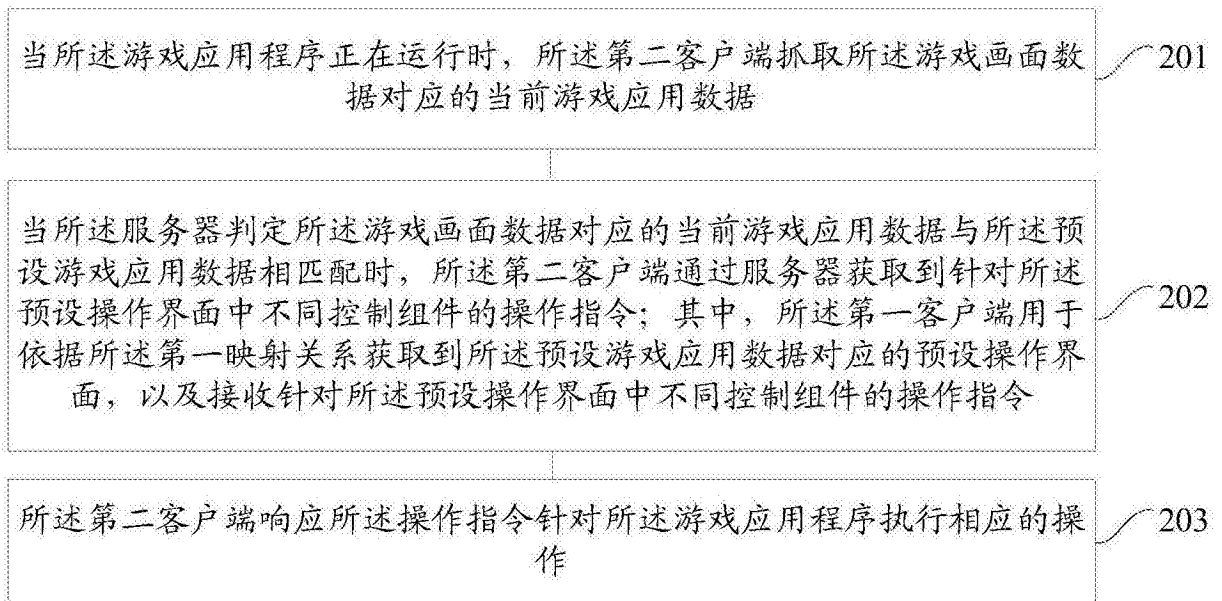 当所述游戏应用程序正在运行时，所述第二客户端抓取所述游戏画面数
据对应的当前游戏应用数据
201
当所述服务器判定所述游戏画面数据对应的当前游戏应用数据与所述预
设游戏应用数据相匹配时，所述第二客户端通过服务器获取到针对所述
预设操作界面中不同控制组件的操作指令；其中，所述第一客户端用于
依据所述第一映射关系获取到所述预设游戏应用数据对应的预设操作界
面，以及接收针对所述预设操作界面中不同控制组件的操作指令
202
所述第二客户端响应所述操作指令针对所述游戏应用程序执行相应的操
作
203